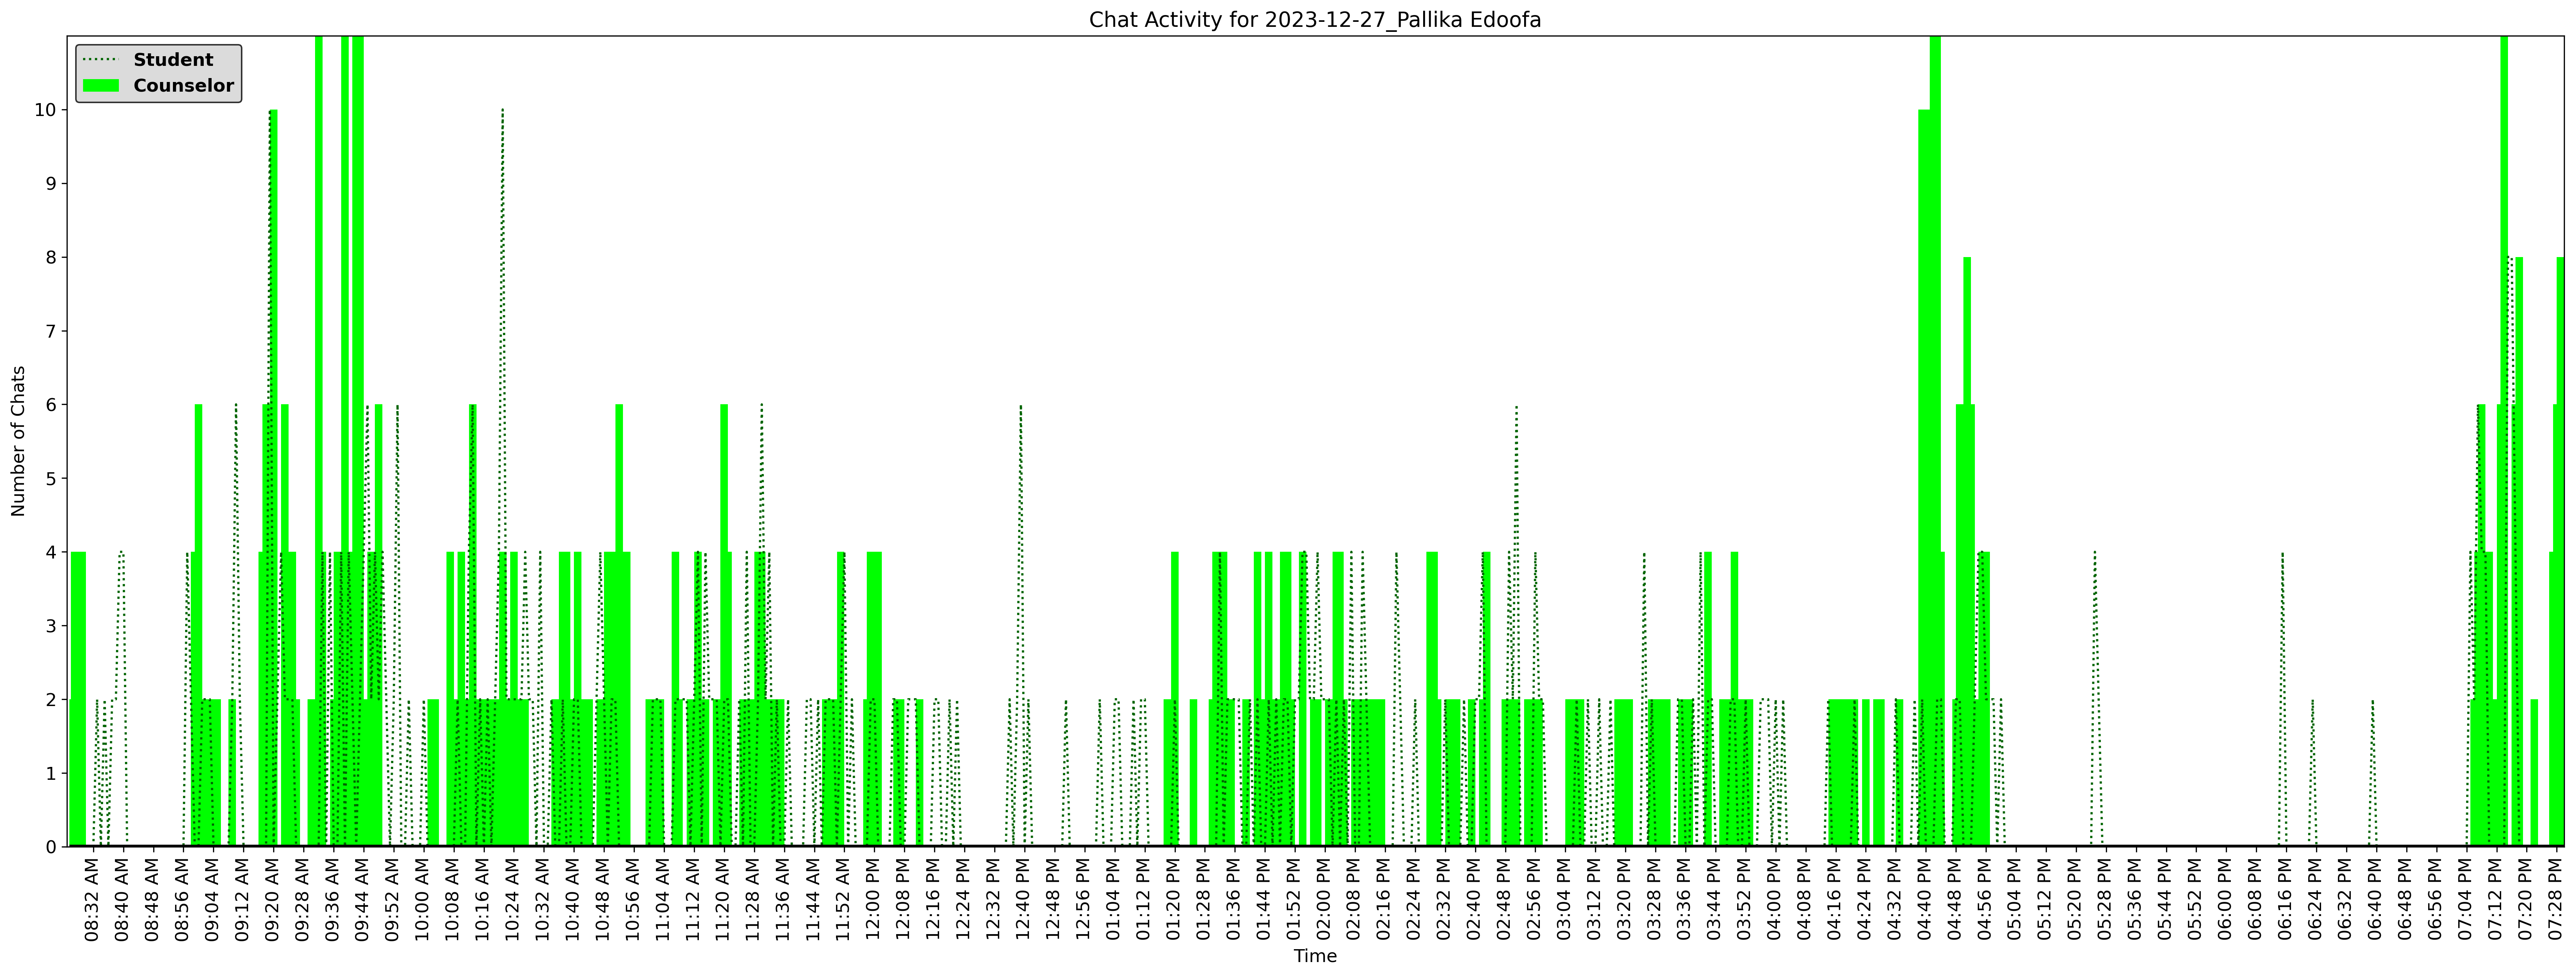 Chat Activity for 2023-12-27_Pallika Edoofa
Student
Counselor
10
9
8
7
6
5
4
3
2
1
0
Number of Chats
08:32 AM
08:40 AM
08:48 AM
08:56 AM
09:04 AM
09:12 AM
09:20 AM
09:28 AM
09:36 AM
09:44 AM
09:52 AM
10:00 AM
10:08 AM
10:16 AM
10:24 AM
10:32 AM
10:40 AM
10:48 AM
10:56 AM
11:04 AM
11:12 AM
11:20 AM
11:28 AM
11:36 AM
11:44 AM
11:52 AM
12:00 PM
12:08 PM
12:16 PM
12:24 PM
12:32 PM
12:40 PM
12:48 PM
12:56 PM
01:04 PM
01:12 PM
01:20 PM
01:28 PM
01:36 PM
01:44 PM
01:52 PM
02:00 PM
02:08 PM
02:16 PM
02:24 PM
02:32 PM
02:40 PM
02:48 PM
02:56 PM
03:04 PM
03:12 PM
03:20 PM
03:28 PM
03:36 PM
03:44 PM
03:52 PM
04:00 PM
04:08 PM
04:16 PM
04:24 PM
04:32 PM
04:40 PM
04:48 PM
04:56 PM
05:04 PM
05:12 PM
05:20 PM
05:28 PM
05:36 PM
05:44 PM
05:52 PM
06:00 PM
06:08 PM
06:16 PM
06:24 PM
06:32 PM
06:40 PM
06:48 PM
06:56 PM
07:04 PM
07:12 PM
07:20 PM
07:28 PM
Time